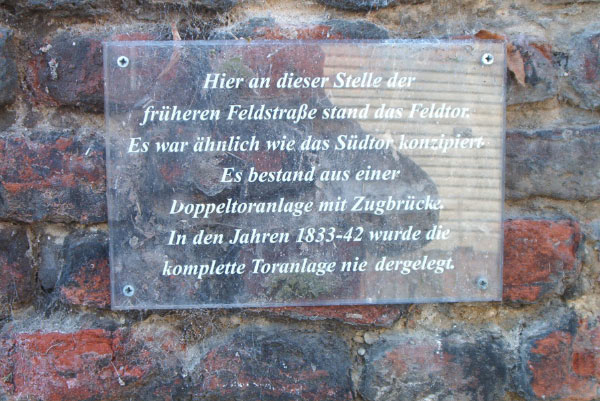 Hier an dieser Stelle der
früheren Feldstraße stand das Feldtor.
Es war ähnlich wie das Südtor konzipiert
Es bestand aus einer
Doppeltoranlage mit Zugbrücke.
In den Jahren 1833-42 wurde die
komplette Toranlage nie dergelegt.